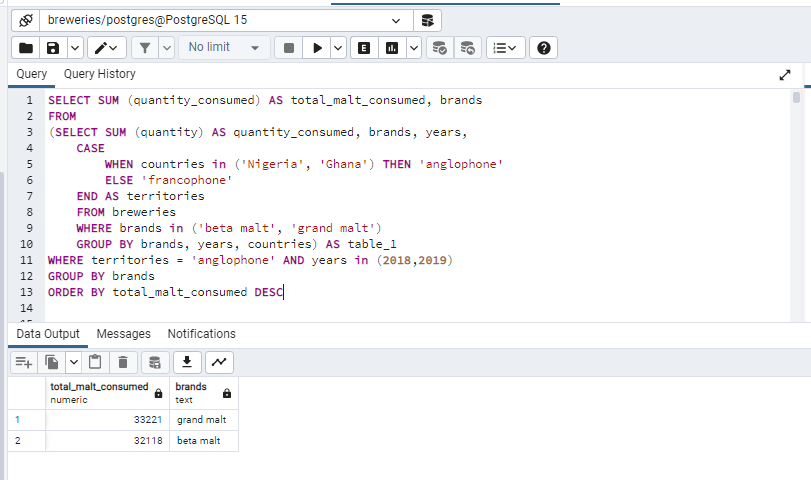 breweries/postgres@PostgreSQL 15
No limit
E
Query Query History
1 SELECT SUM (quantity_consumed) AS total_malt_consumed, brands
2 FROM
3 (SELECT SUM (quantity) AS quantity_consumed, brands, years,
4 CASE
5 WHEN countries in ('Nigeria', 'Ghana') THEN 'anglophone'
6 ELSE 'francophone'
7 END AS territories
8 FROM breweries
9 WHERE brands in ('beta malt', 'grand malt')
10 GROUP BY brands, years, countries) AS table_1
11 WHERE territories = 'anglophone' AND years in (2018,2019)
12 GROUP BY brands
13 ORDER BY total_malt_consumed DESC
14
Data Output Messages Notifications
total_malt_consumed brands
numeric text
1 33221 grand malt
2 32118 beta malt